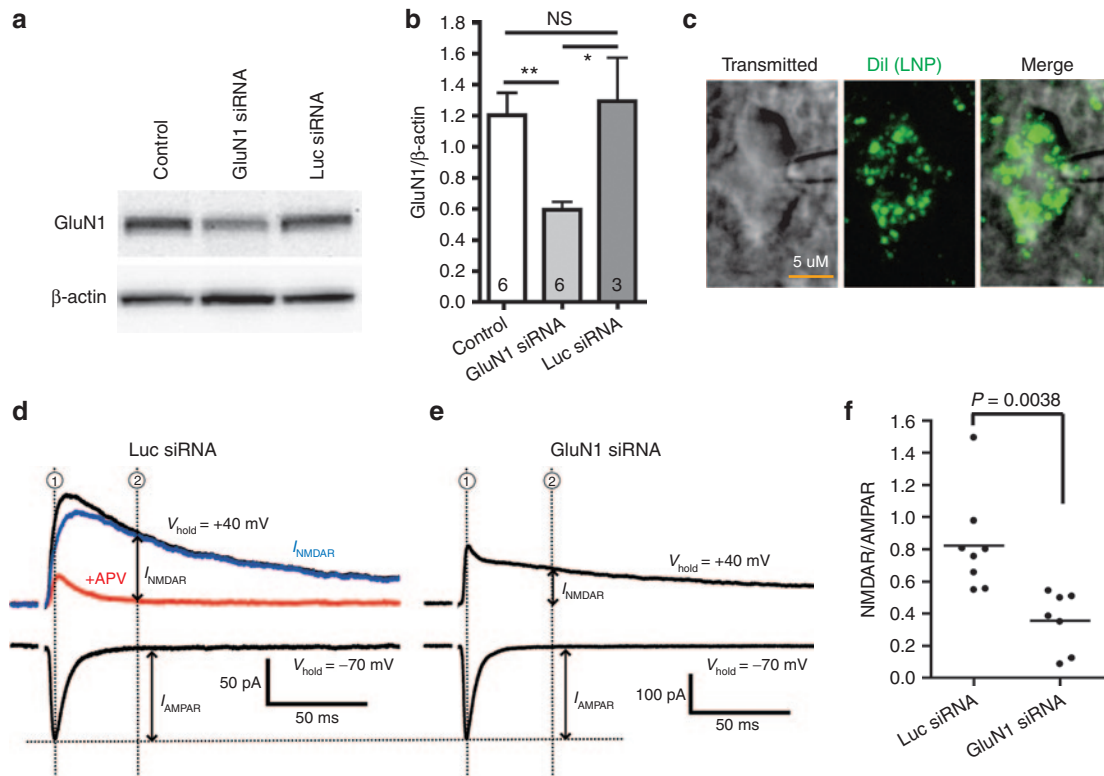 a
Control
GluN1 siRNA
Luc siRNA
GluN1
β-actin
b
NS
**
*
GluN1/β-actin
1.8
1.6
1.4
1.2
1.0
0.8
0.6
0.4
0.2
0.0
6
6
3
Control
GluN1 siRNA
Luc siRNA
c
Transmitted
Dil (LNP)
Merge
5 uM
d
Luc siRNA
1
2
Vhold = +40 mV
INMDAR
+APV
INMDAR
Vhold = −70 mV
50 pA
50 ms
IAMPAR
e
GluN1 siRNA
1
2
Vhold = +40 mV
INMDAR
Vhold = −70 mV
100 pA
50 ms
IAMPAR
f
P = 0.0038
NMDAR/AMPAR
1.6
1.4
1.2
1.0
0.8
0.6
0.4
0.2
0.0
Luc siRNA
GluN1 siRNA